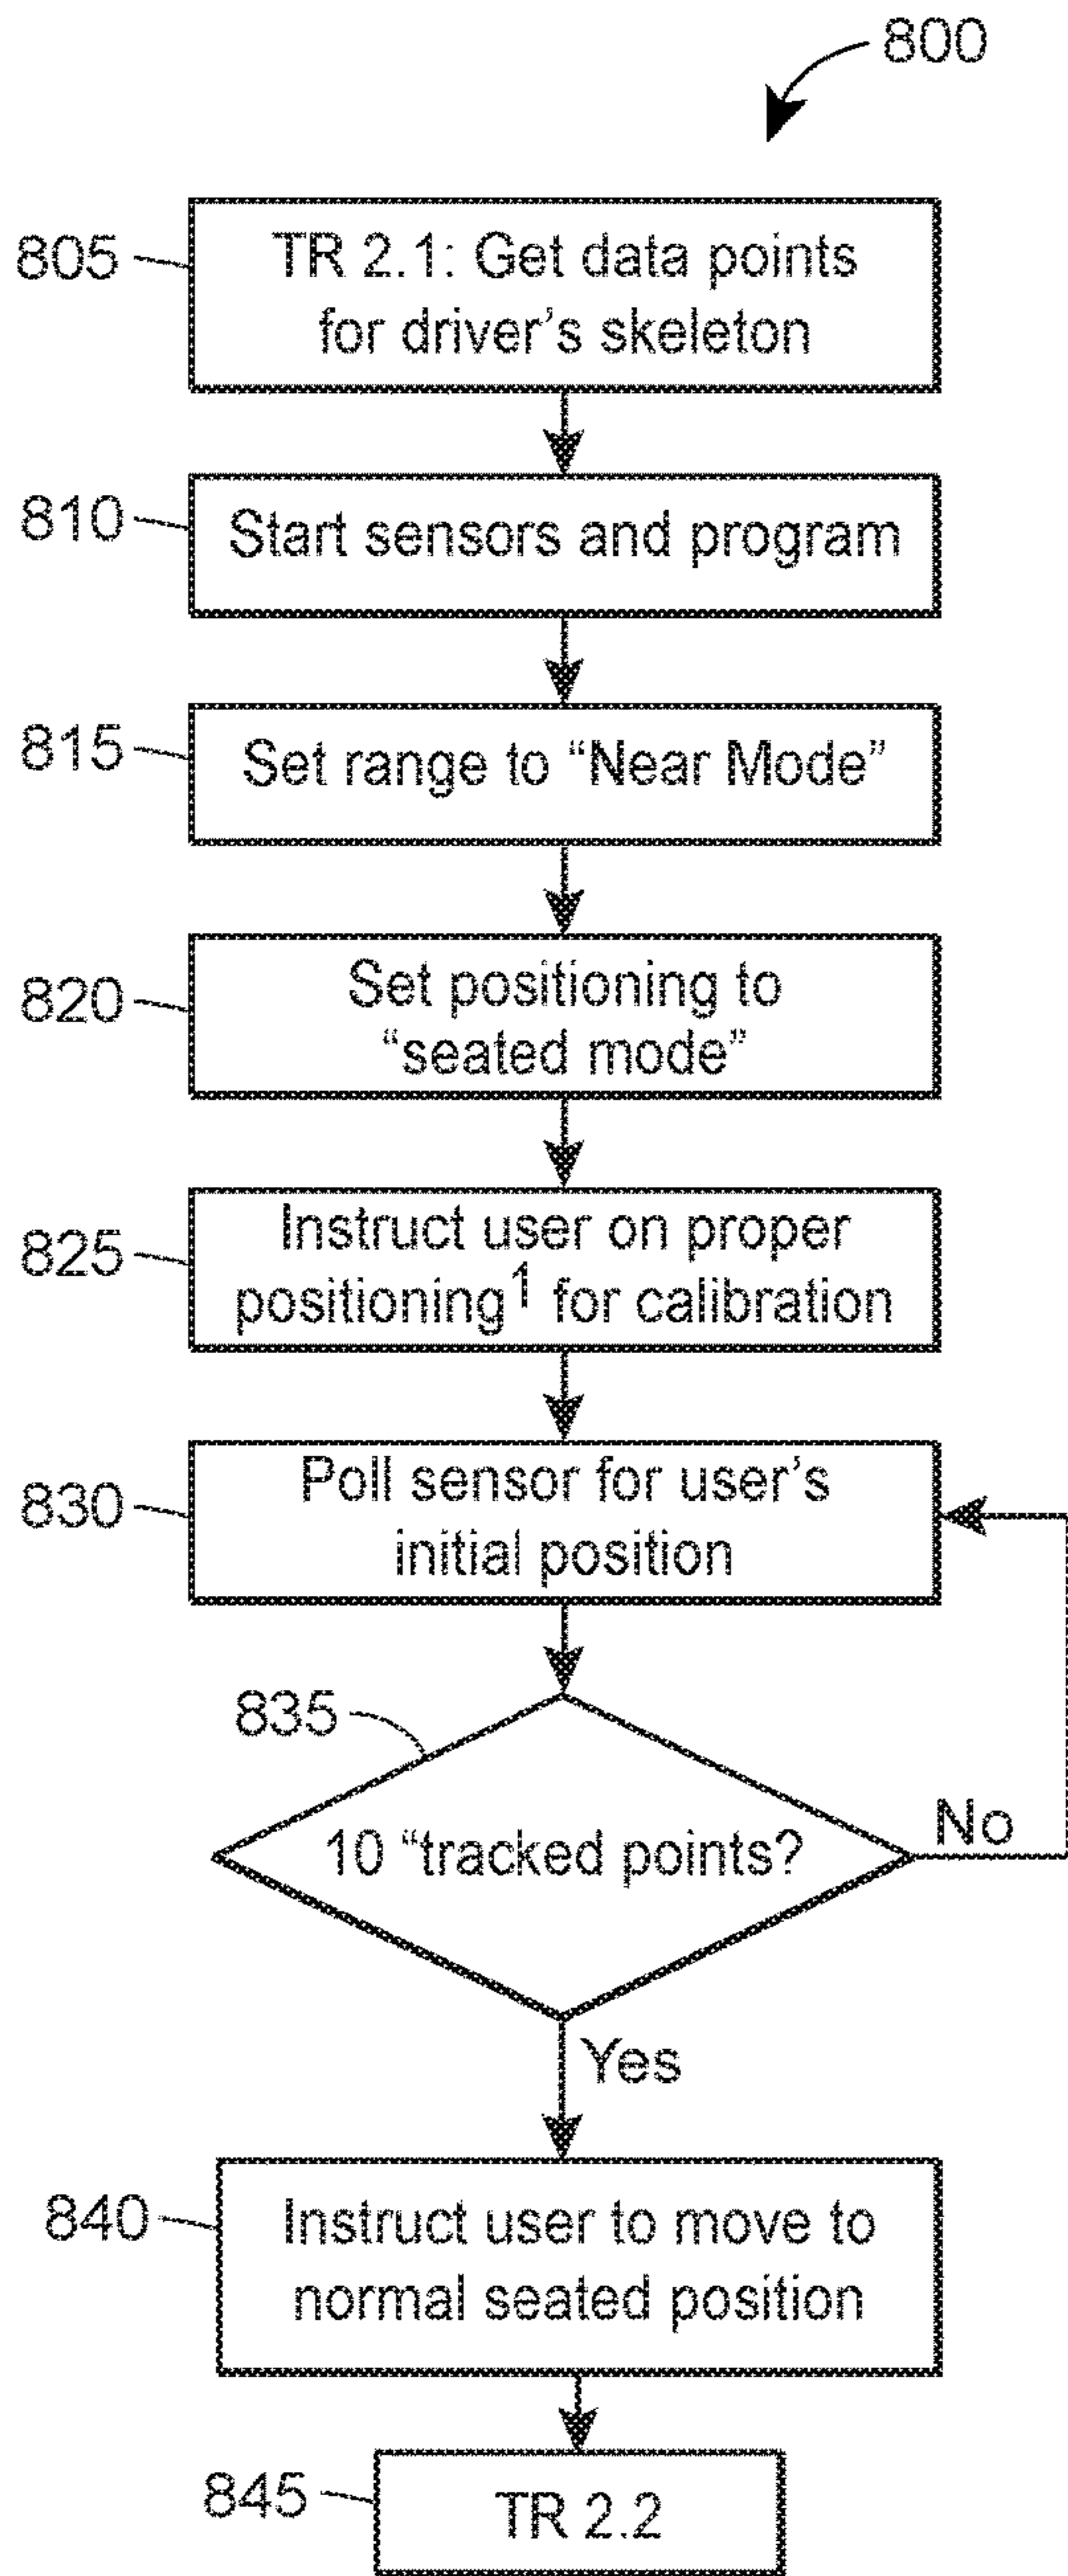 800
805
TR 2.1: Get data points
for driver’s skeleton
810
Start sensors and program
815
Set range to “Near Mode”
820
Set positioning to
“seated mode”
825
Instruct user on proper
positioning¹ for calibration
830
Poll sensor for user’s
initial position
835
10 “tracked points?
No
Yes
840
Instruct user to move to
normal seated position
845
TR 2.2